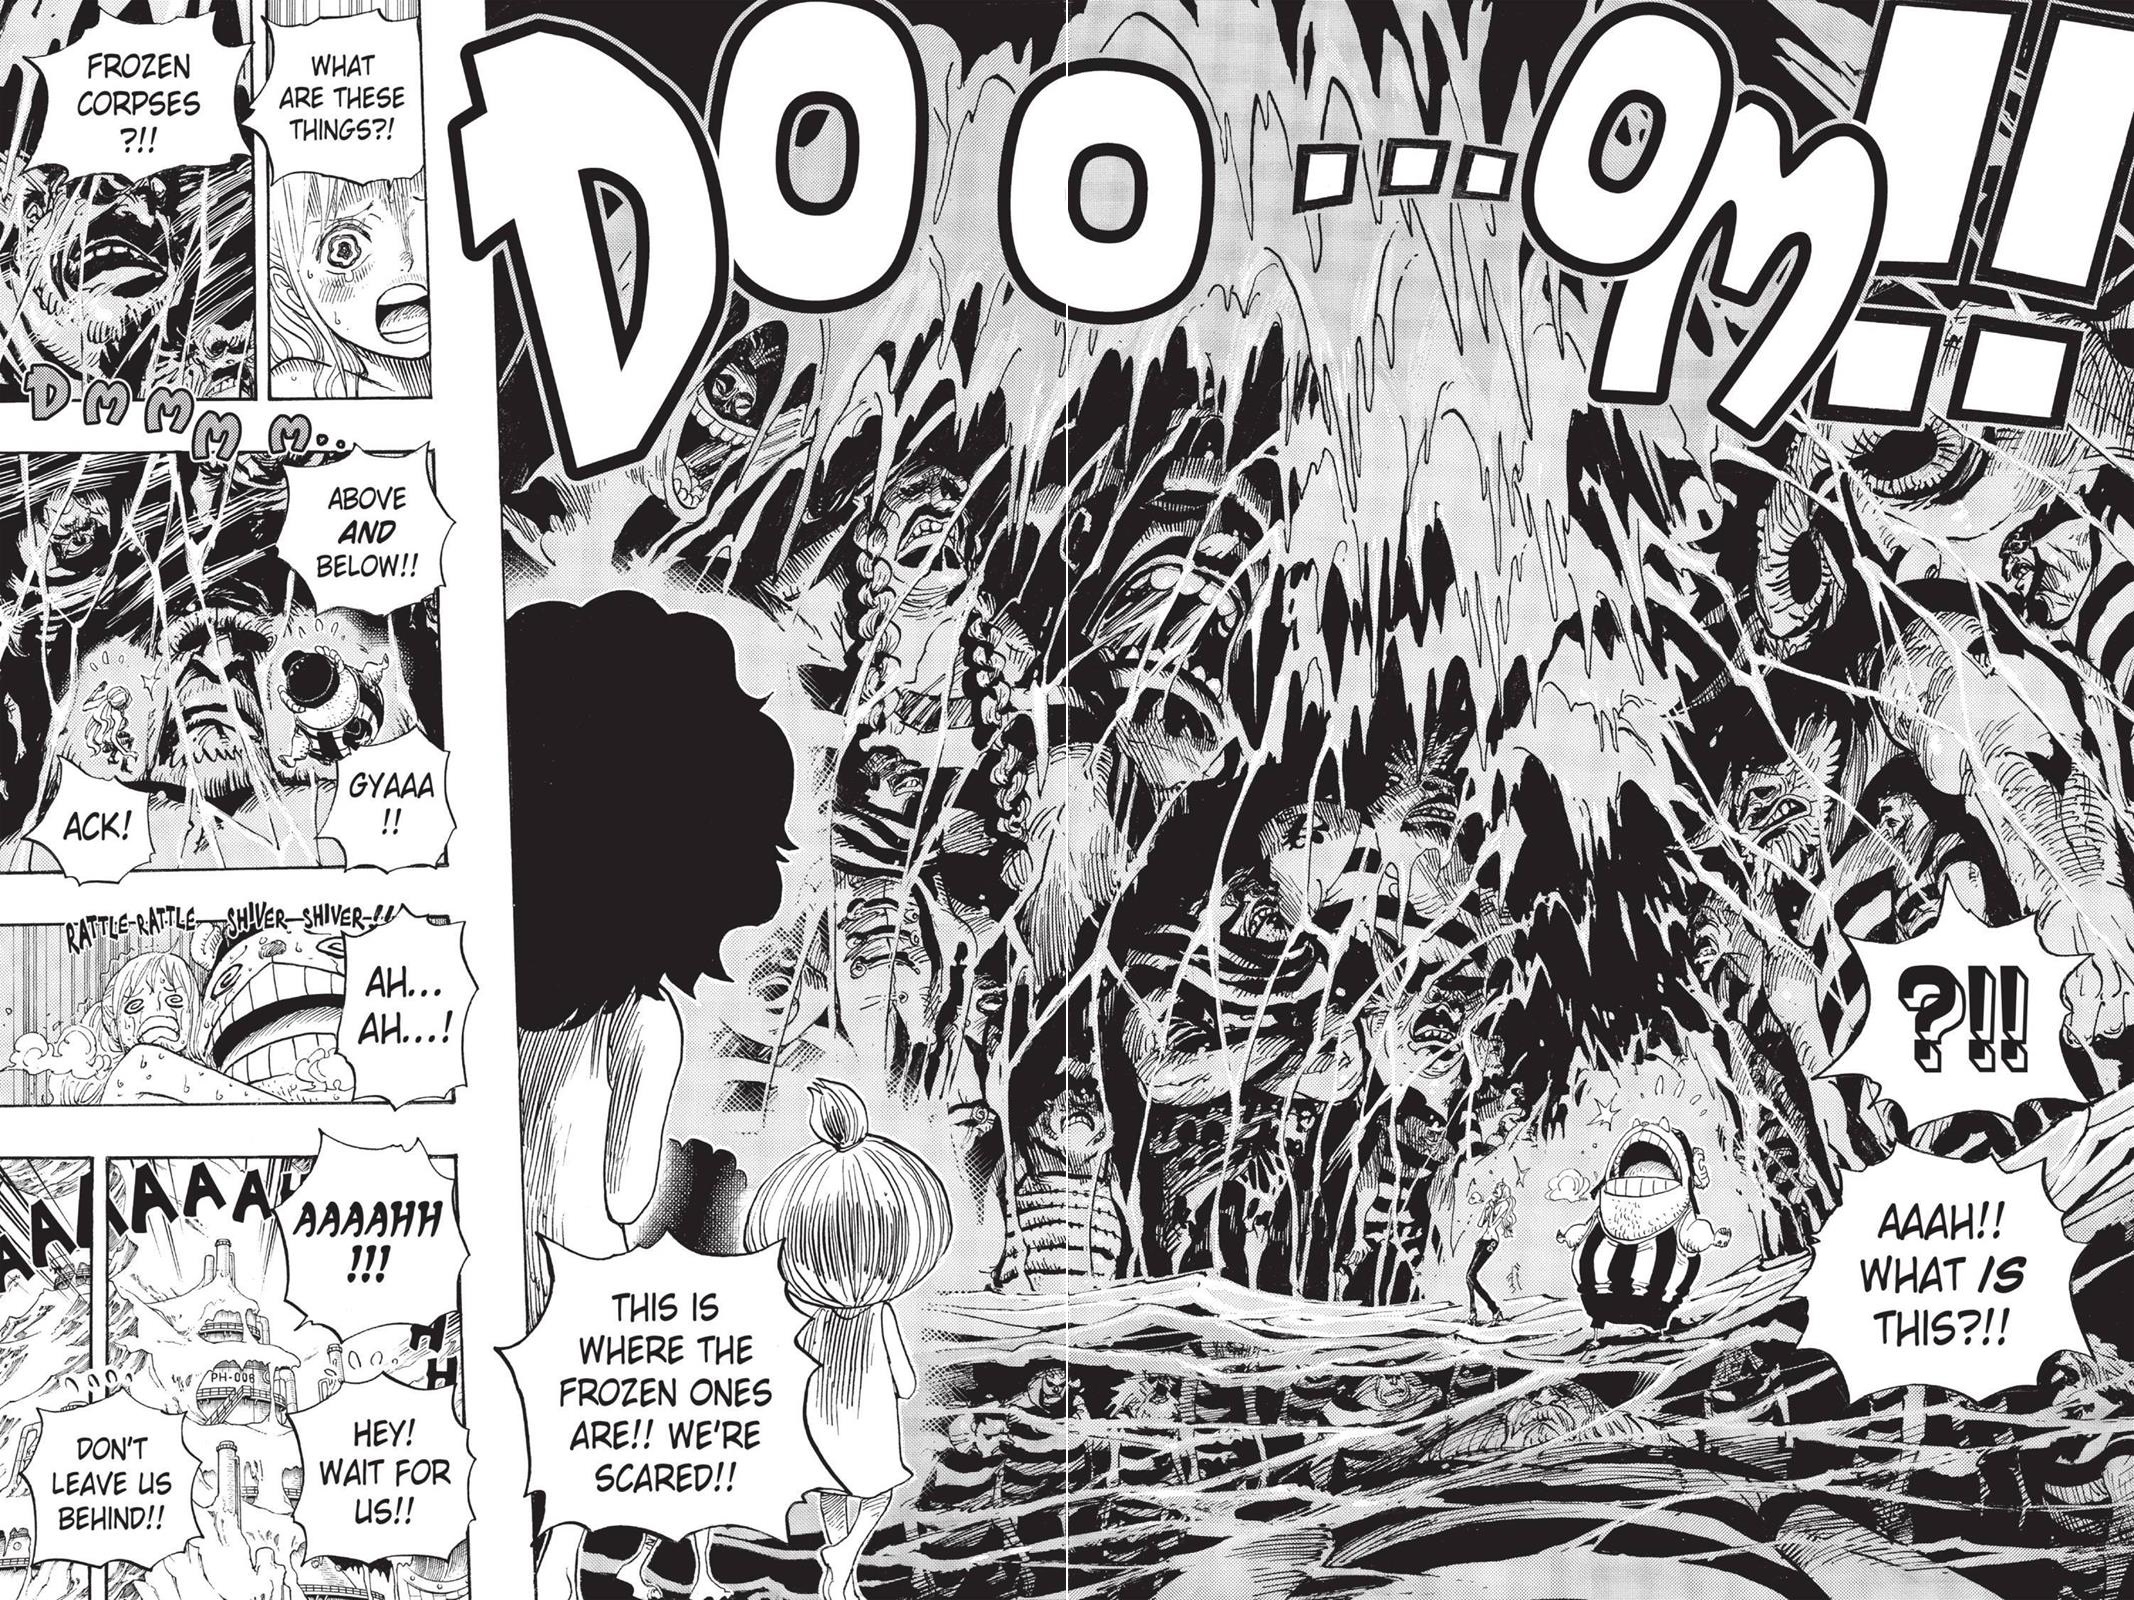 DOO...OM!!
?!!
AAAH!!
WHAT IS
THIS?!!
THIS IS
WHERE THE
FROZEN ONES
ARE!! WE'RE
SCARED!!
WHAT
ARE THESE
THINGS?!
FROZEN
CORPSES
?!!
DMMMM..
ABOVE
AND
BELOW!!
GYAAA
!!
ACK!
RATTLE-RATTLE
SHIVER-SHIVER-!!
AH...
AH...!
AAAAHH
!!!
AAAAAAAHH
PH-006
HEY!
WAIT FOR
US!!
DON'T
LEAVE US
BEHIND!!